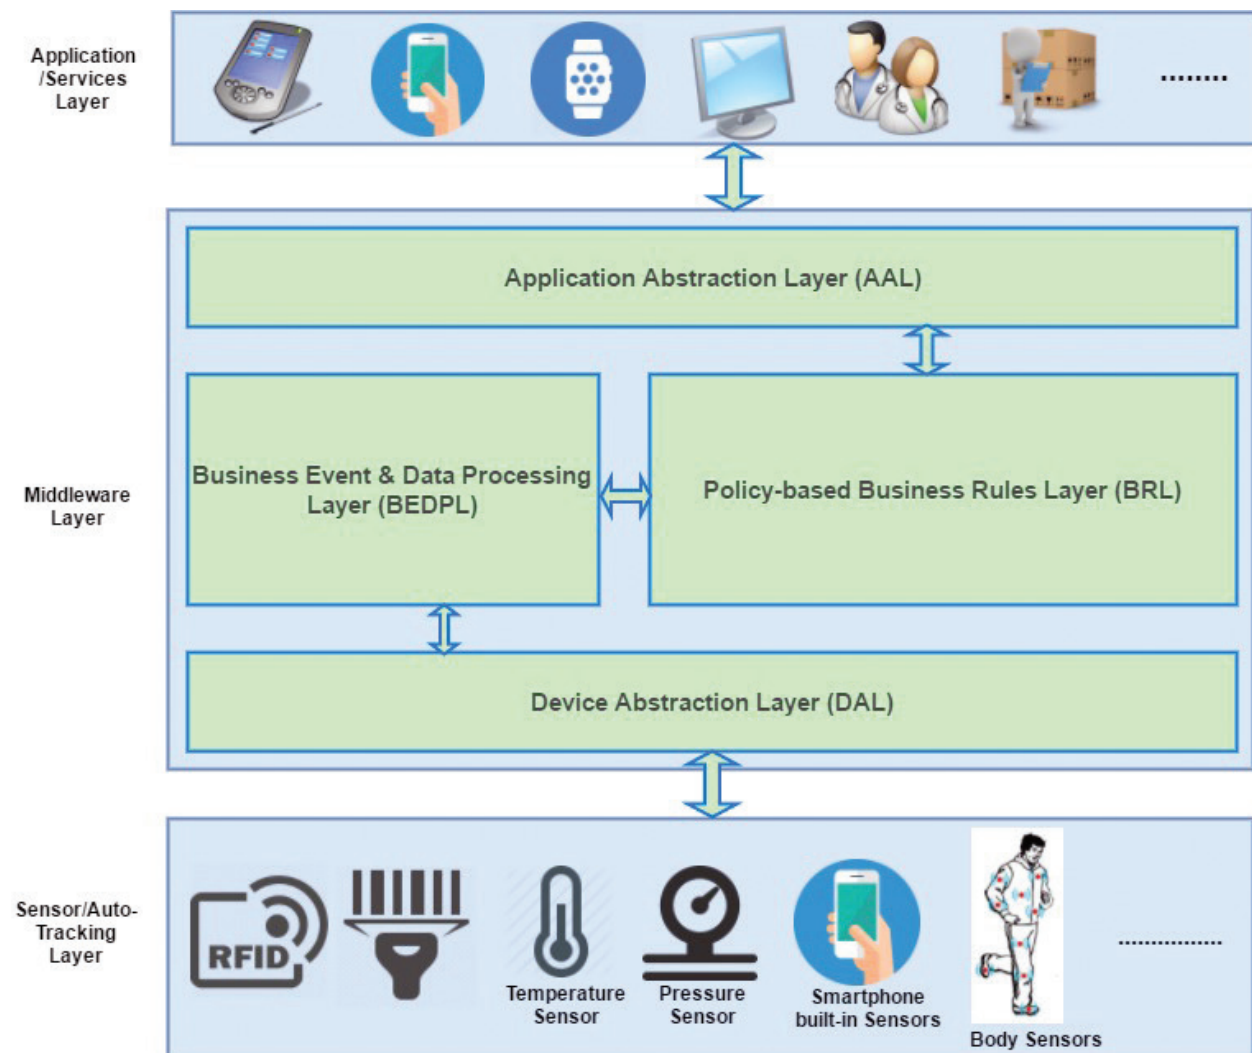 Application
/Services
Layer
........
Application Abstraction Layer (AAL)
Middleware
Layer
Business Event & Data Processing
Layer (BEDPL)
Policy-based Business Rules Layer (BRL)
Device Abstraction Layer (DAL)
Sensor/Auto-
Tracking
Layer
RFID
Temperature
Sensor
Pressure
Sensor
Smartphone
built-in Sensors
Body Sensors
.................